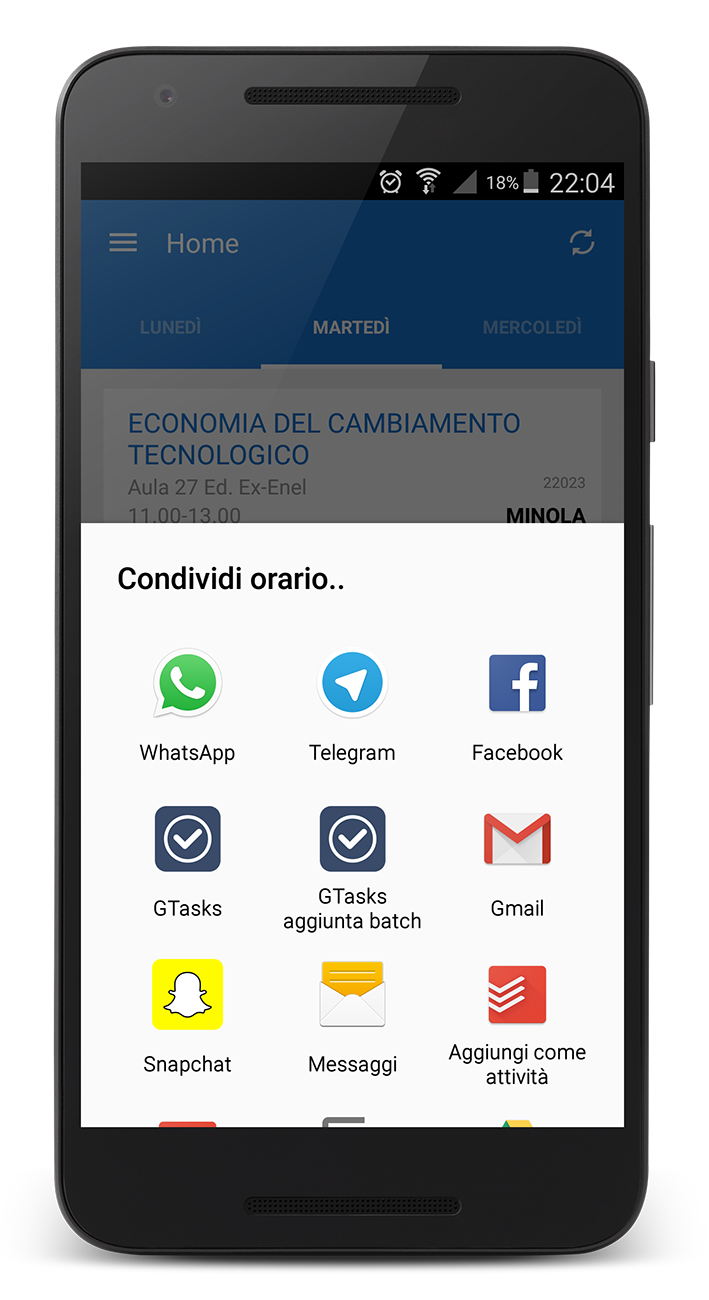 18% 22:04
Home
LUNEDÌ MARTEDÌ MERCOLEDÌ
ECONOMIA DEL CAMBIAMENTO
TECNOLOGICO
Aula 27 Ed. Ex-Enel 22023
11.00-13.00 MINOLA
Condividi orario..
WhatsApp Telegram Facebook
GTasks
GTasks
aggiunta batch
Gmail
Snapchat
Messaggi
Aggiungi come
attività